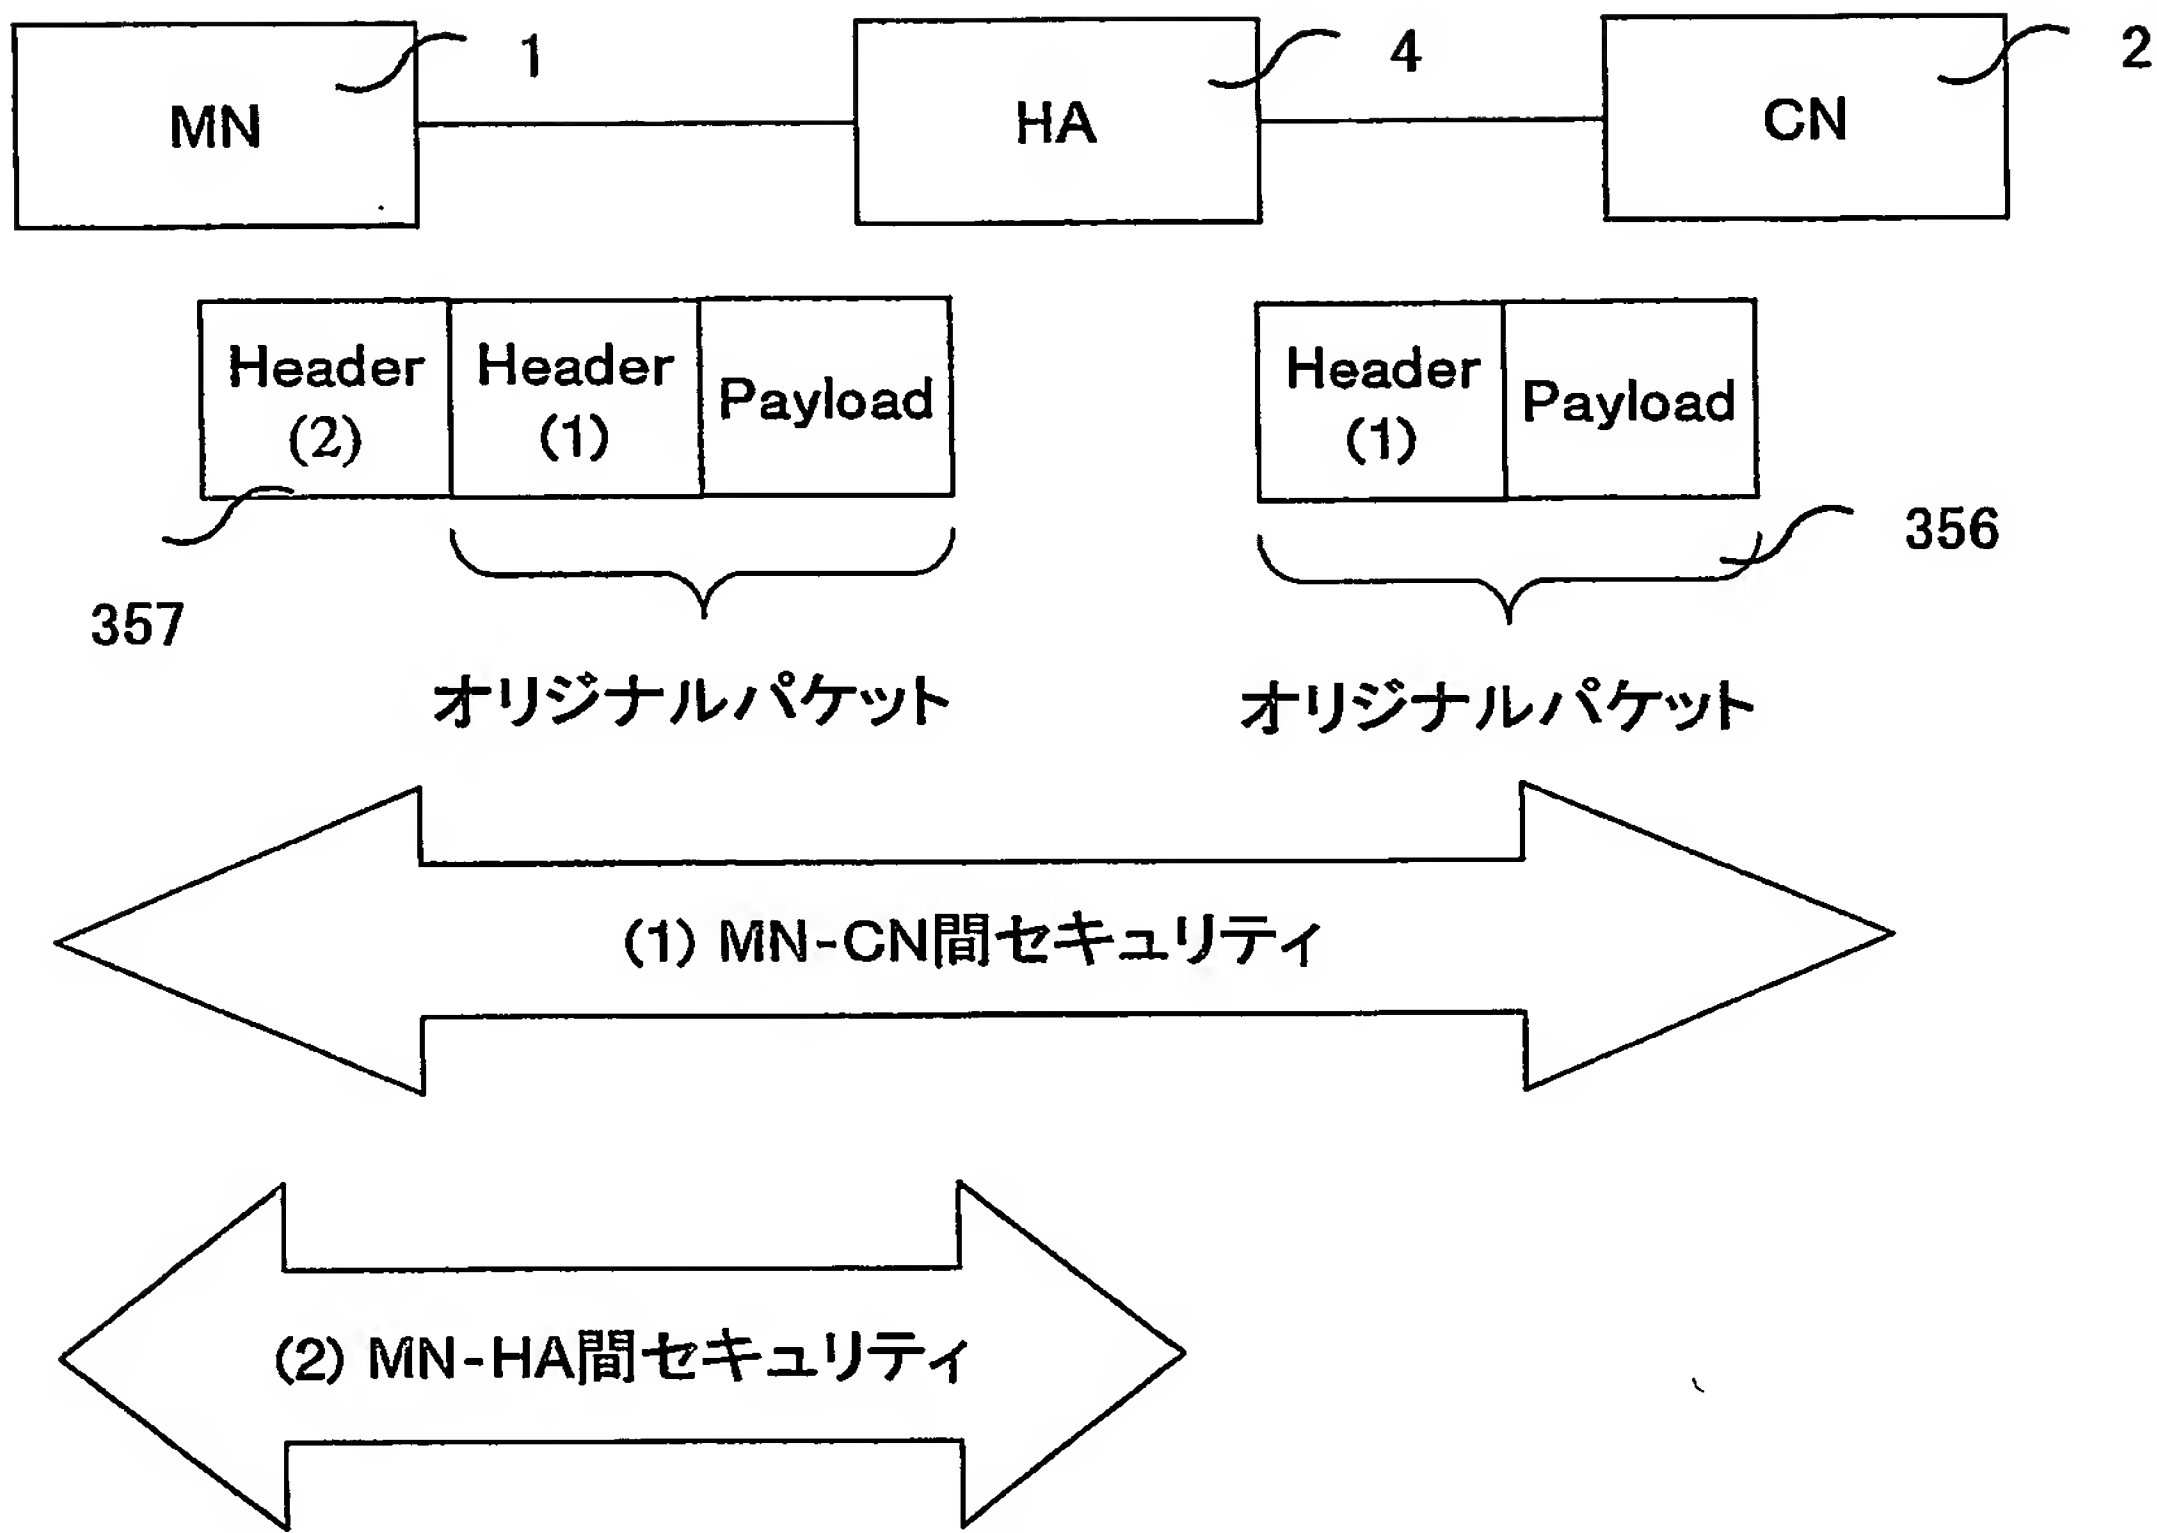 MN
1
HA
4
CN
2
Header
(2)
Header
(1)
Payload
Header
(1)
Payload
357
356
オリジナルパケット
オリジナルパケット
(1) MN-CN間セキュリティ
(2) MN-HA間セキュリティ